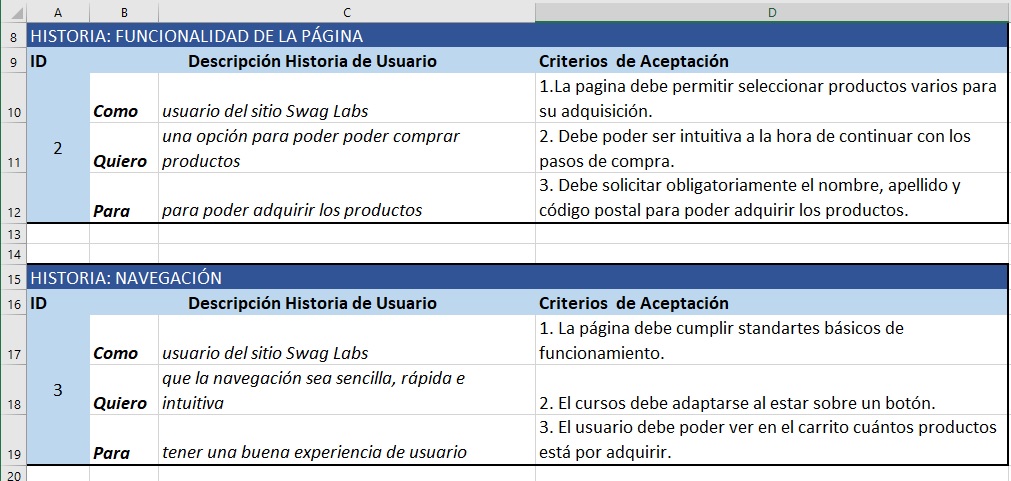 A B C D
8 HISTORIA: FUNCIONALIDAD DE LA PÁGINA
9 ID Descripción Historia de Usuario Criterios de Aceptación
1.La pagina debe permitir seleccionar productos varios para
10 Como usuario del sitio Swag Labs su adquisición.
una opción para poder poder comprar 2. Debe poder ser intuitiva a la hora de continuar con los
2
11 Quiero productos pasos de compra.
3. Debe solicitar obligatoriamente el nombre, apellido y
12 Para para poder adquirir los productos código postal para poder adquirir los productos.
13
14
15 HISTORIA: NAVEGACIÓN
16 ID Descripción Historia de Usuario Criterios de Aceptación
1. La página debe cumplir standartes básicos de
17 Como usuario del sitio Swag Labs funcionamiento.
que la navegación sea sencilla, rápida e
3
18 Quiero intuitiva 2. El cursos debe adaptarse al estar sobre un botón.
3. El usuario debe poder ver en el carrito cuántos productos
19 Para tener una buena experiencia de usuario está por adquirir.
20